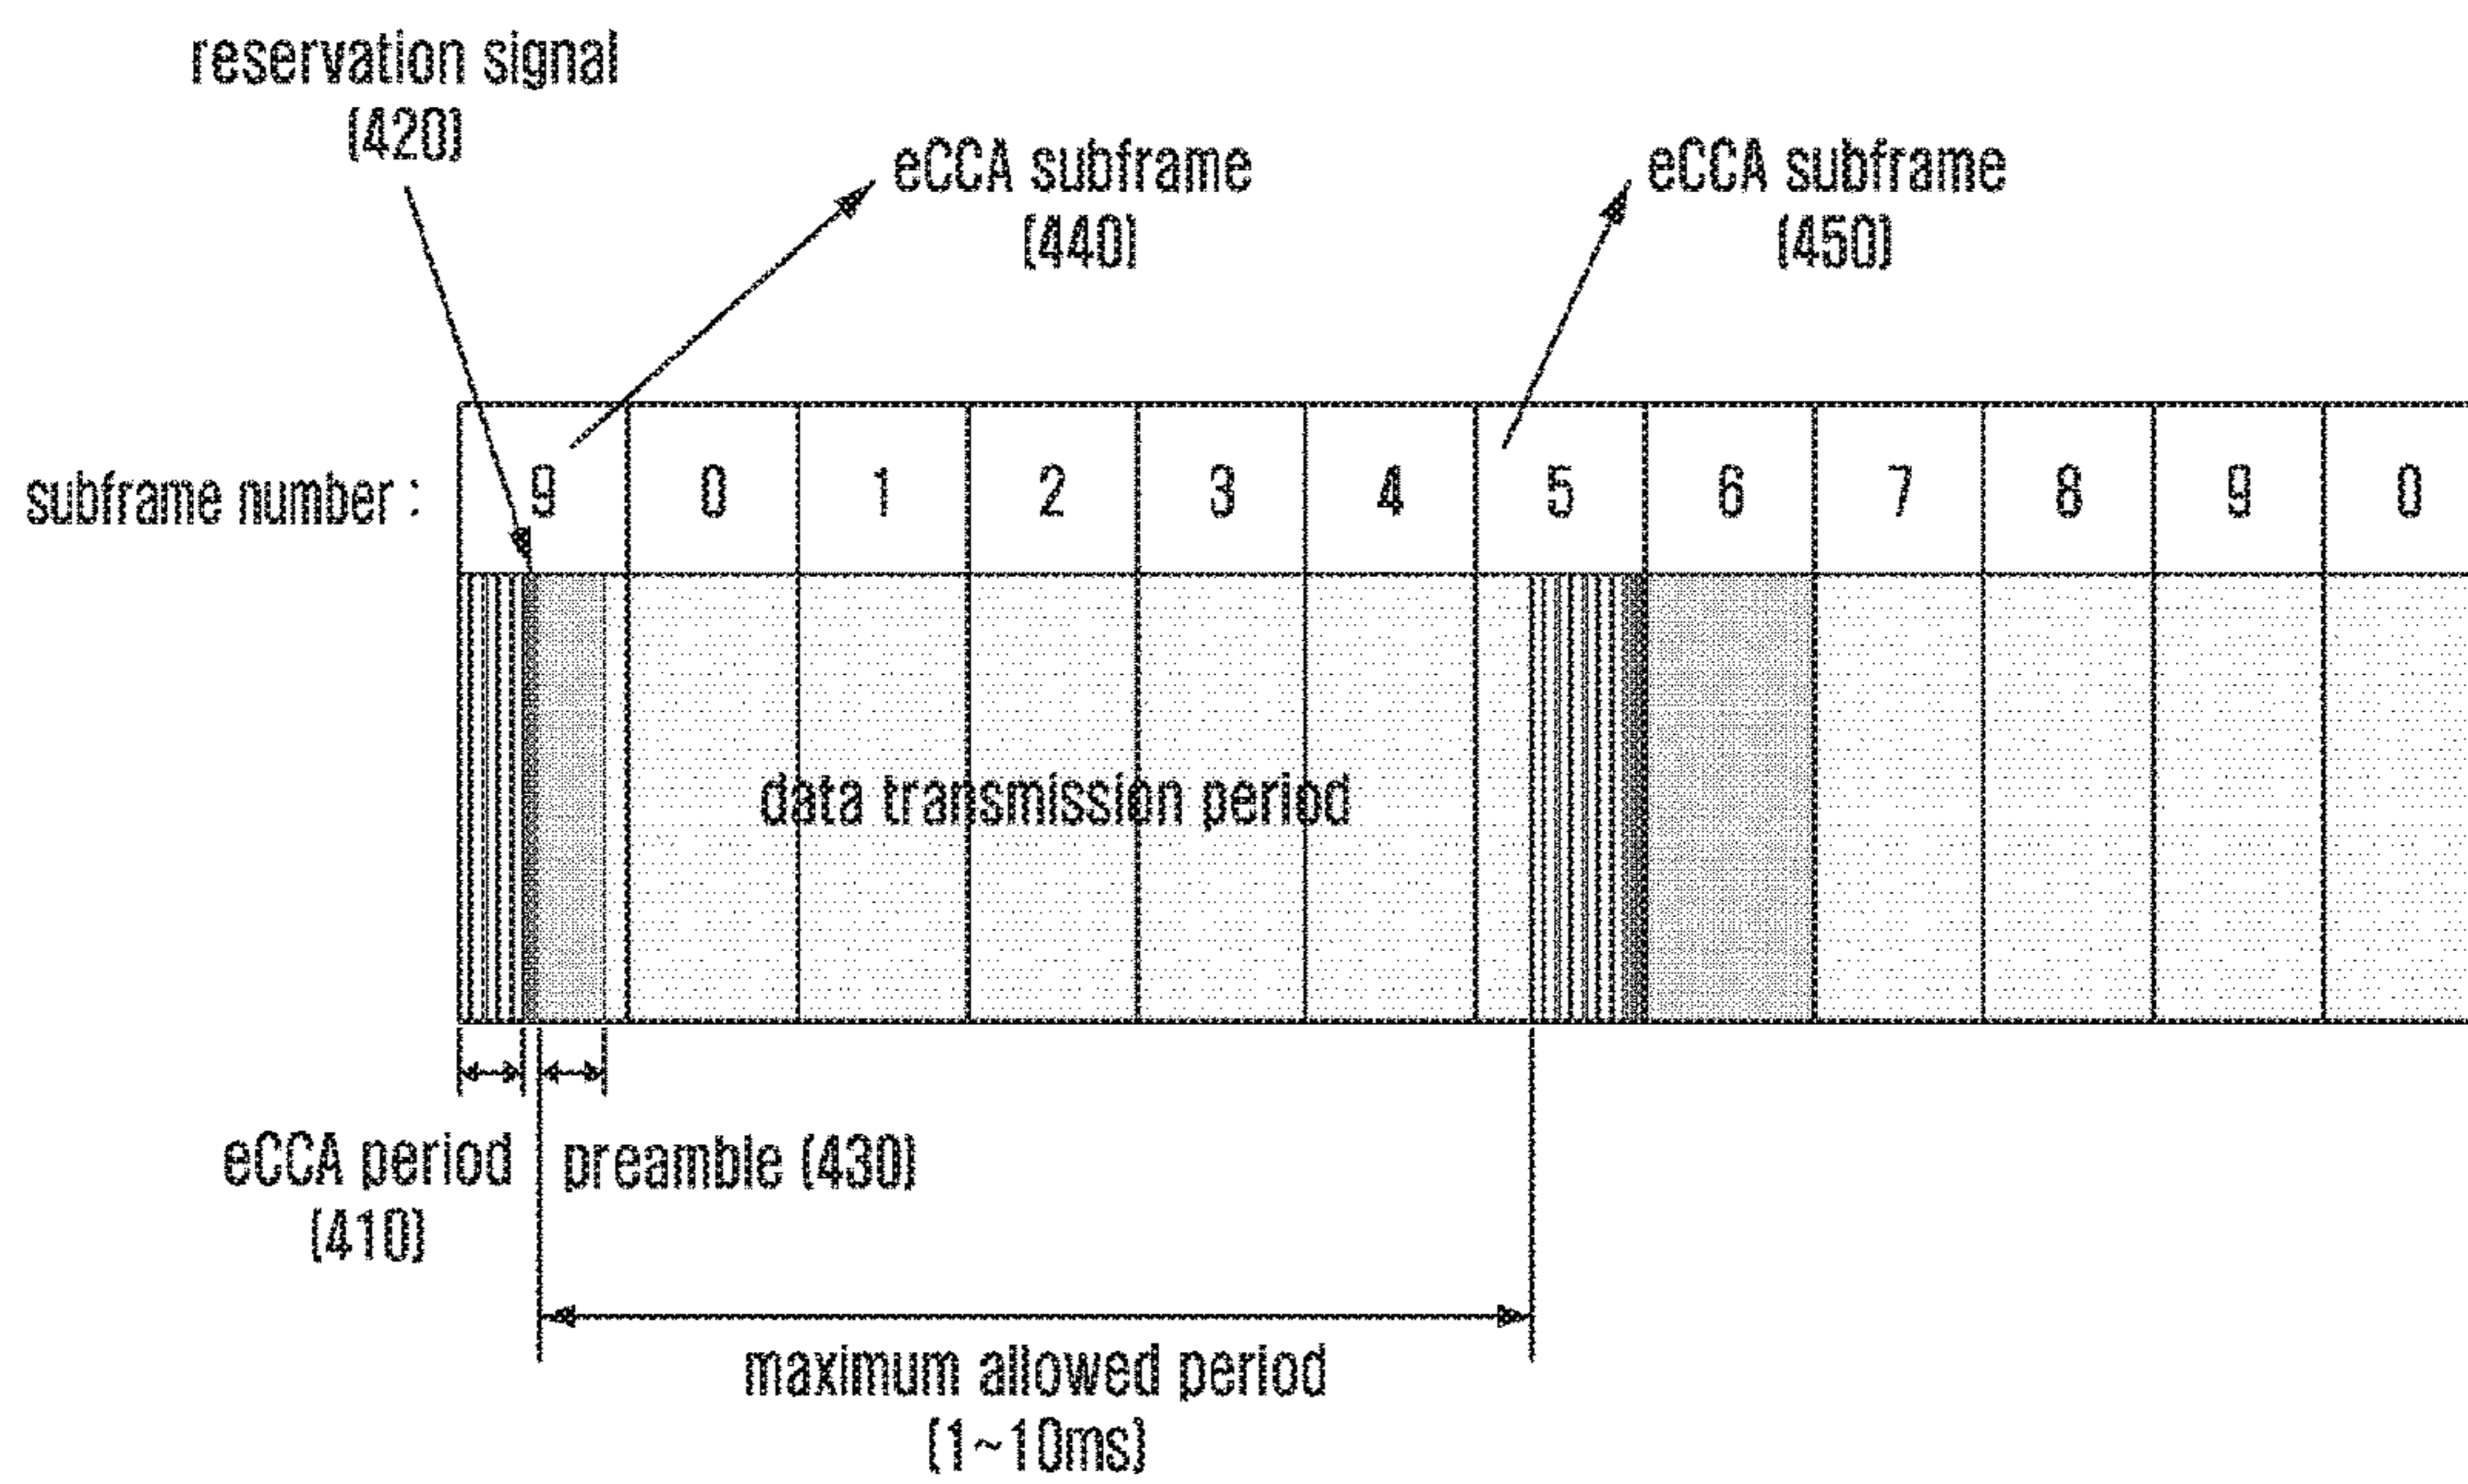 reservation signal
(420)
eCCA subframe
(440)
eCCA subframe
(450)
subframe number : 9 0 1 2 3 4 5 6 7 8 9 0
data transmission period
eCCA period
(410)
preamble (430)
maximum allowed period
(1~10ms)